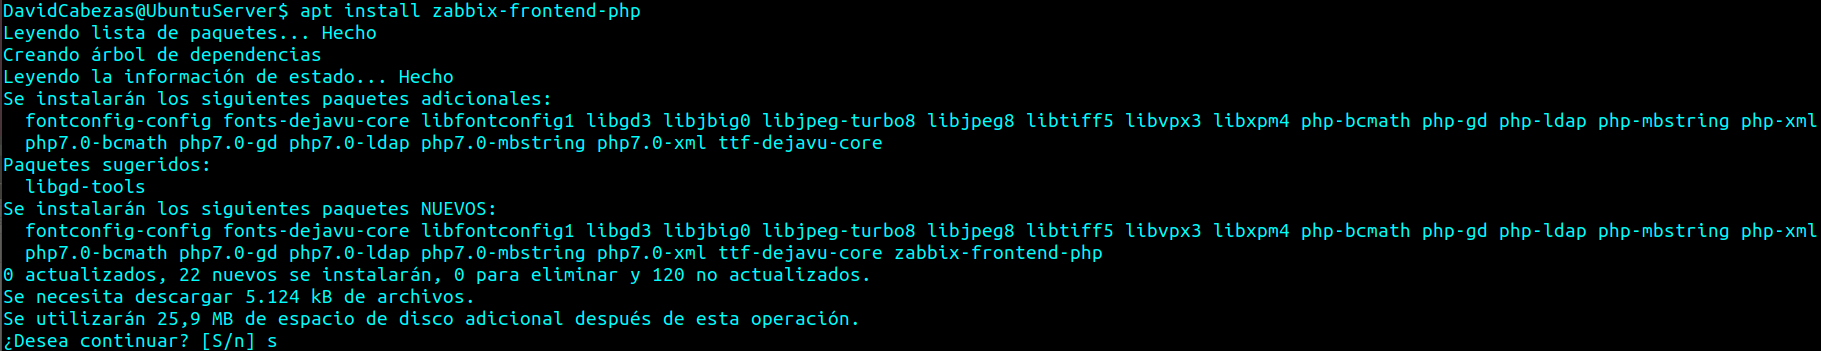 DavidCabezas@UbuntuServer$ apt install zabbix-frontend-php
Leyendo lista de paquetes... Hecho
Creando árbol de dependencias
Leyendo la información de estado... Hecho
Se instalarán los siguientes paquetes adicionales:
  fontconfig-config fonts-dejavu-core libfontconfig1 libgd3 libjbig0 libjpeg-turbo8 libjpeg8 libtiff5 libvpx3 libxpm4 php-bcmath php-gd php-ldap php-mbstring php-xml
  php7.0-bcmath php7.0-gd php7.0-ldap php7.0-mbstring php7.0-xml ttf-dejavu-core
Paquetes sugeridos:
  libgd-tools
Se instalarán los siguientes paquetes NUEVOS:
  fontconfig-config fonts-dejavu-core libfontconfig1 libgd3 libjbig0 libjpeg-turbo8 libjpeg8 libtiff5 libvpx3 libxpm4 php-bcmath php-gd php-ldap php-mbstring php-xml
  php7.0-bcmath php7.0-gd php7.0-ldap php7.0-mbstring php7.0-xml ttf-dejavu-core zabbix-frontend-php
0 actualizados, 22 nuevos se instalarán, 0 para eliminar y 120 no actualizados.
Se necesita descargar 5.124 kB de archivos.
Se utilizarán 25,9 MB de espacio de disco adicional después de esta operación.
¿Desea continuar? [S/n] s